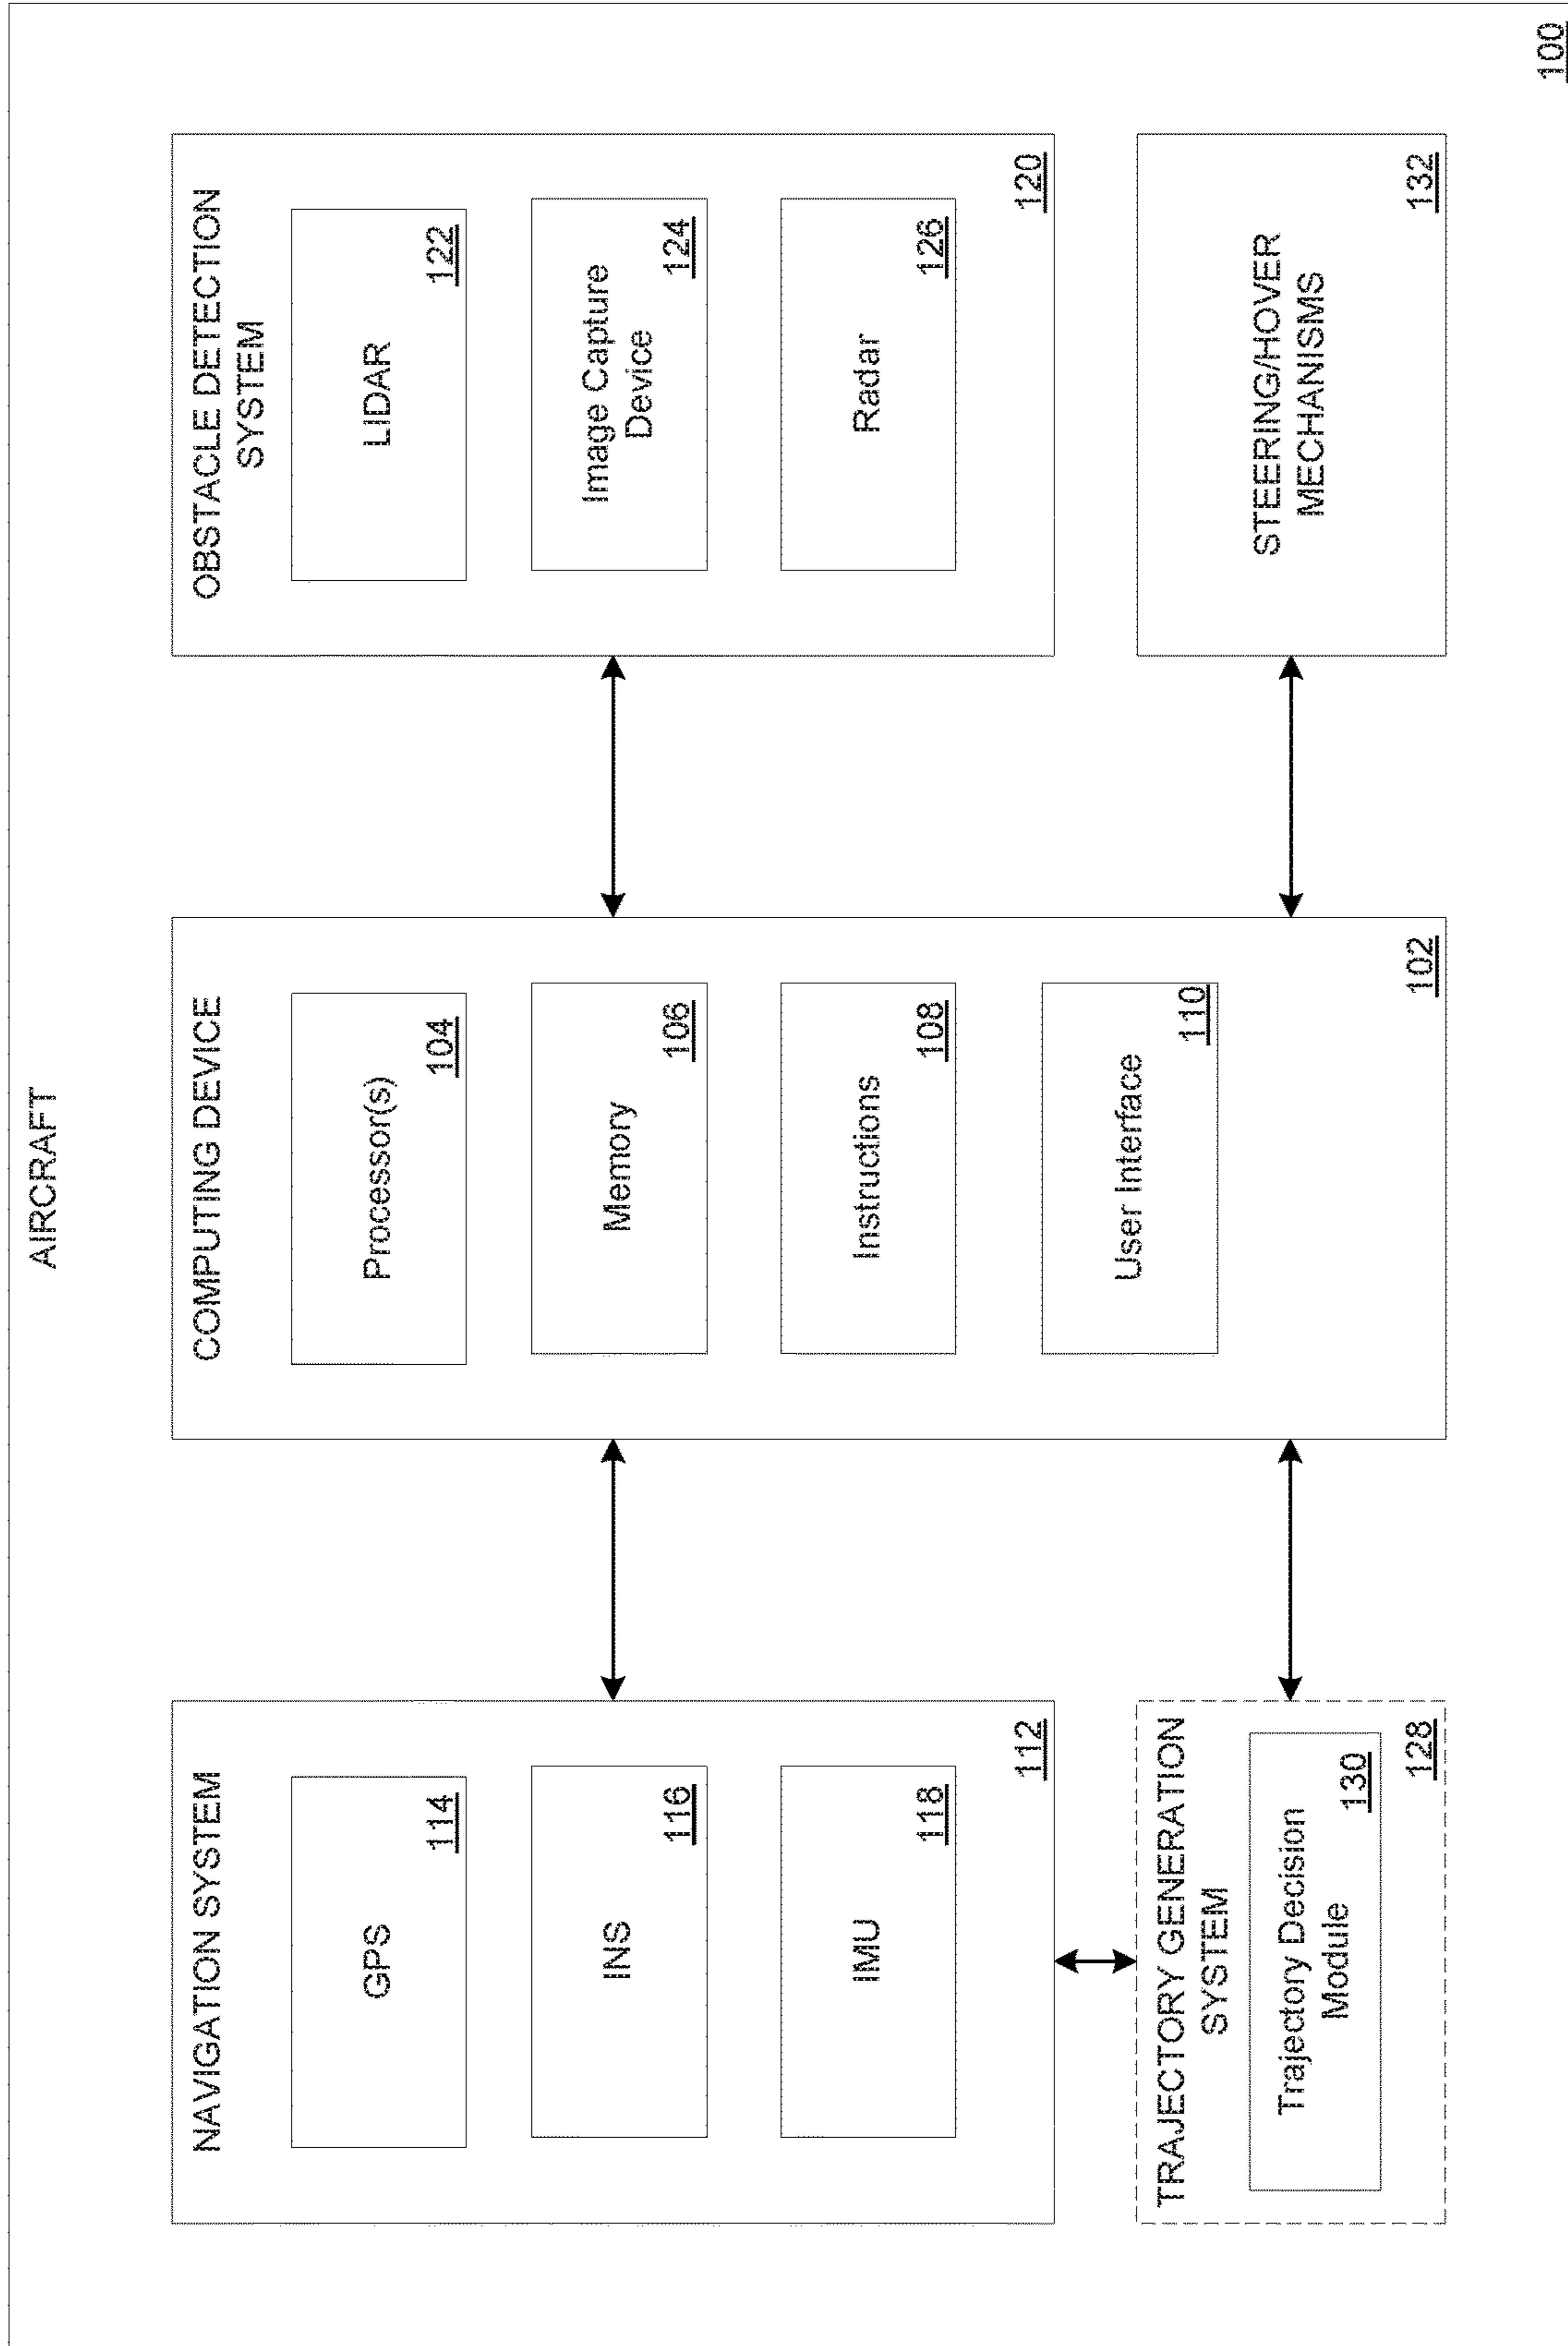 AIRCRAFT
NAVIGATION SYSTEM
GPS
114
INS
116
IMU
118
112
TRAJECTORY GENERATION
SYSTEM
Trajectory Decision
Module
130
128
COMPUTING DEVICE
Processor(s)
104
Memory
106
Instructions
108
User Interface
110
102
OBSTACLE DETECTION
SYSTEM
LIDAR
122
Image Capture
Device
124
Radar
126
120
STEERING/HOVER
MECHANISMS
132
100